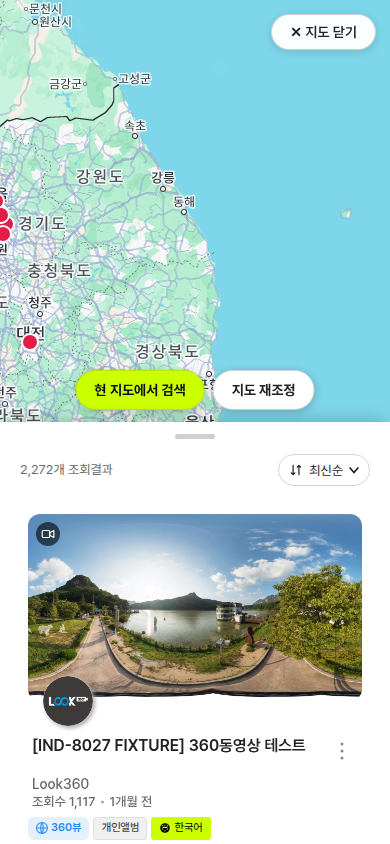 문천시
원산시
✕ 지도 닫기
금강군
고성군
속초
강원도
강릉
동해
경기도
충청북도
청주
대전
경상북도
현 지도에서 검색
지도 재조정
2,272개 조회결과
최신순
LOOK
[IND-8027 FIXTURE] 360동영상 테스트
Look360
조회수 1,117 • 1개월 전
360뷰
개인앨범
한국어